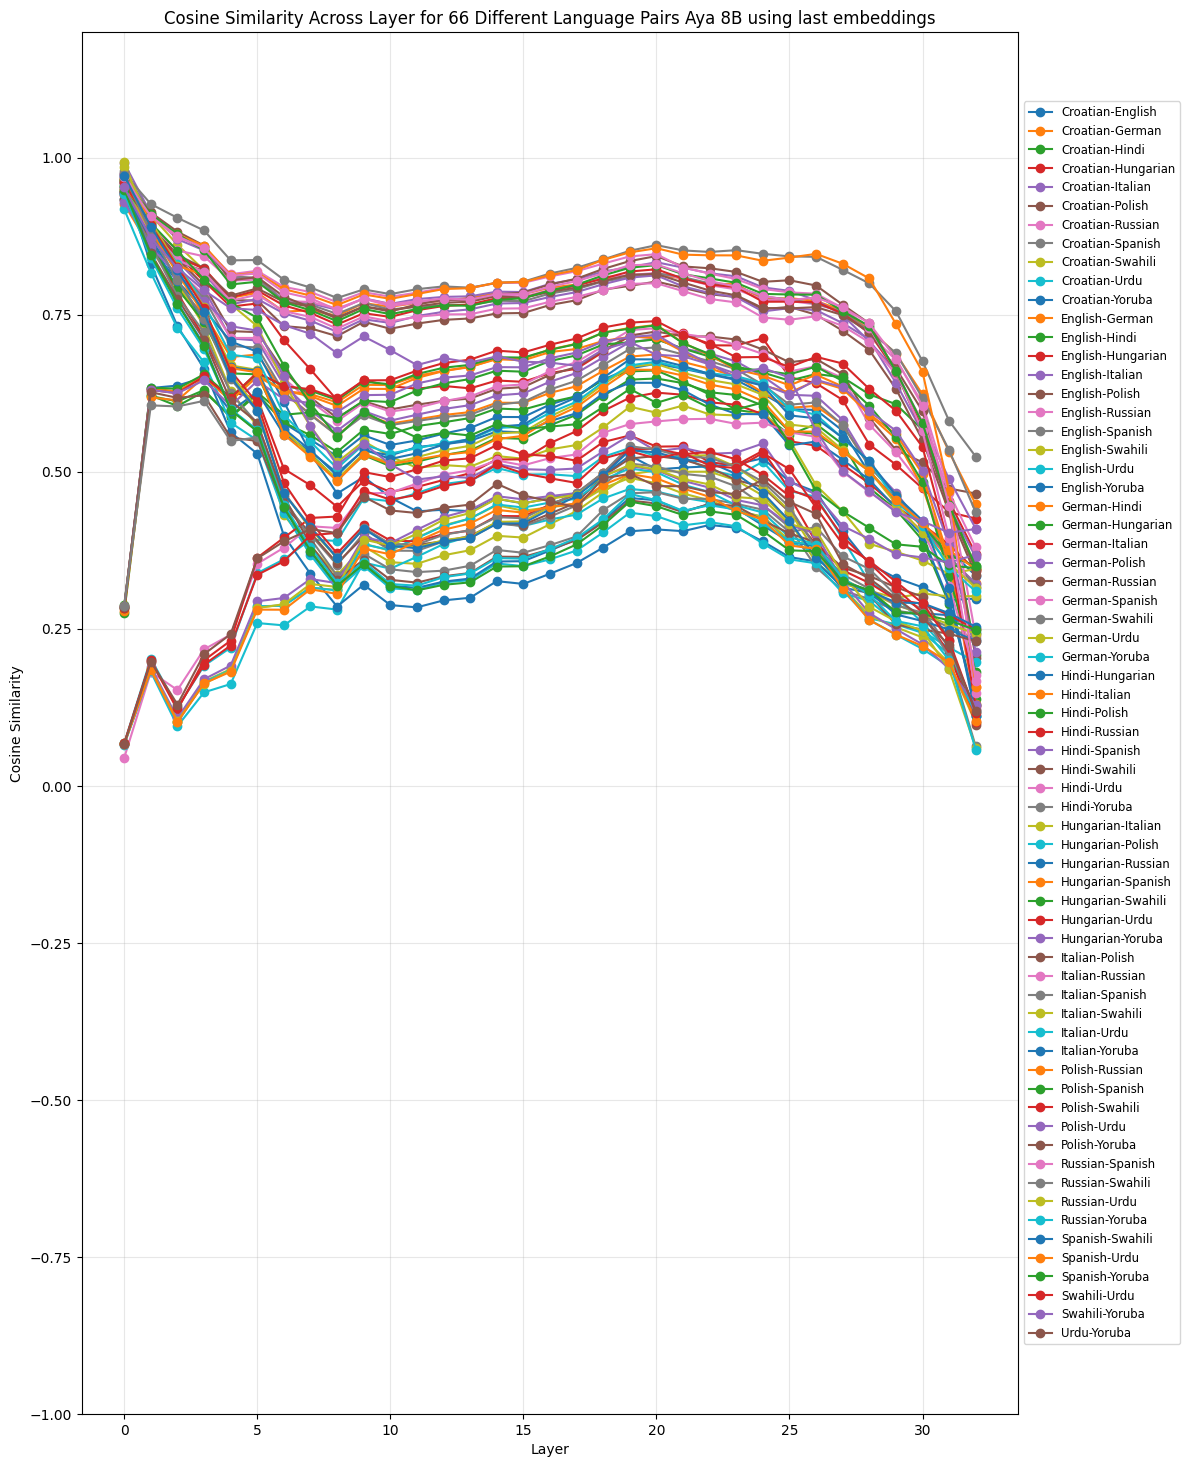 Cosine Similarity Across Layer for 66 Different Language Pairs Aya 8B using last embeddings
Cosine Similarity
1.00
0.75
0.50
0.25
0.00
−0.25
−0.50
−0.75
−1.00
0 5 10 15 20 25 30
Layer
Croatian-English
Croatian-German
Croatian-Hindi
Croatian-Hungarian
Croatian-Italian
Croatian-Polish
Croatian-Russian
Croatian-Spanish
Croatian-Swahili
Croatian-Urdu
Croatian-Yoruba
English-German
English-Hindi
English-Hungarian
English-Italian
English-Polish
English-Russian
English-Spanish
English-Swahili
English-Urdu
English-Yoruba
German-Hindi
German-Hungarian
German-Italian
German-Polish
German-Russian
German-Spanish
German-Swahili
German-Urdu
German-Yoruba
Hindi-Hungarian
Hindi-Italian
Hindi-Polish
Hindi-Russian
Hindi-Spanish
Hindi-Swahili
Hindi-Urdu
Hindi-Yoruba
Hungarian-Italian
Hungarian-Polish
Hungarian-Russian
Hungarian-Spanish
Hungarian-Swahili
Hungarian-Urdu
Hungarian-Yoruba
Italian-Polish
Italian-Russian
Italian-Spanish
Italian-Swahili
Italian-Urdu
Italian-Yoruba
Polish-Russian
Polish-Spanish
Polish-Swahili
Polish-Urdu
Polish-Yoruba
Russian-Spanish
Russian-Swahili
Russian-Urdu
Russian-Yoruba
Spanish-Swahili
Spanish-Urdu
Spanish-Yoruba
Swahili-Urdu
Swahili-Yoruba
Urdu-Yoruba